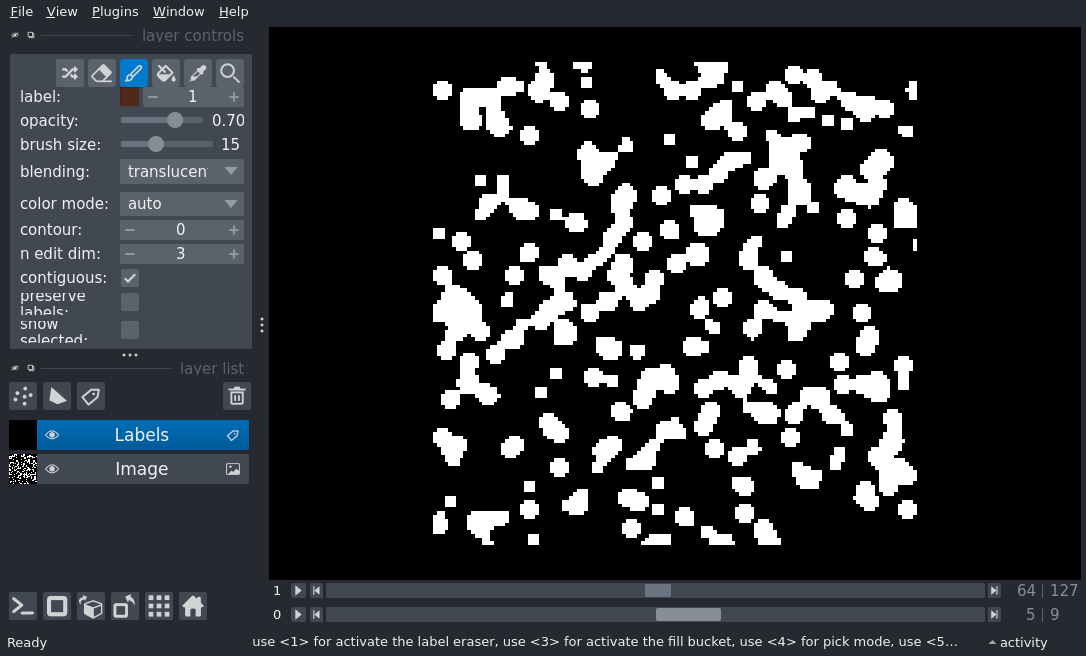 File View Plugins Window Help
layer controls
label: 1
opacity: 0.70
brush size: 15
blending: translucen
color mode: auto
contour: 0
n edit dim: 3
contiguous:
preserve
labels:
show
selected:
layer list
Labels
Image
1 64 127
0 5 9
Ready use <1> for activate the label eraser, use <3> for activate the fill bucket, use <4> for pick mode, use <5... activity